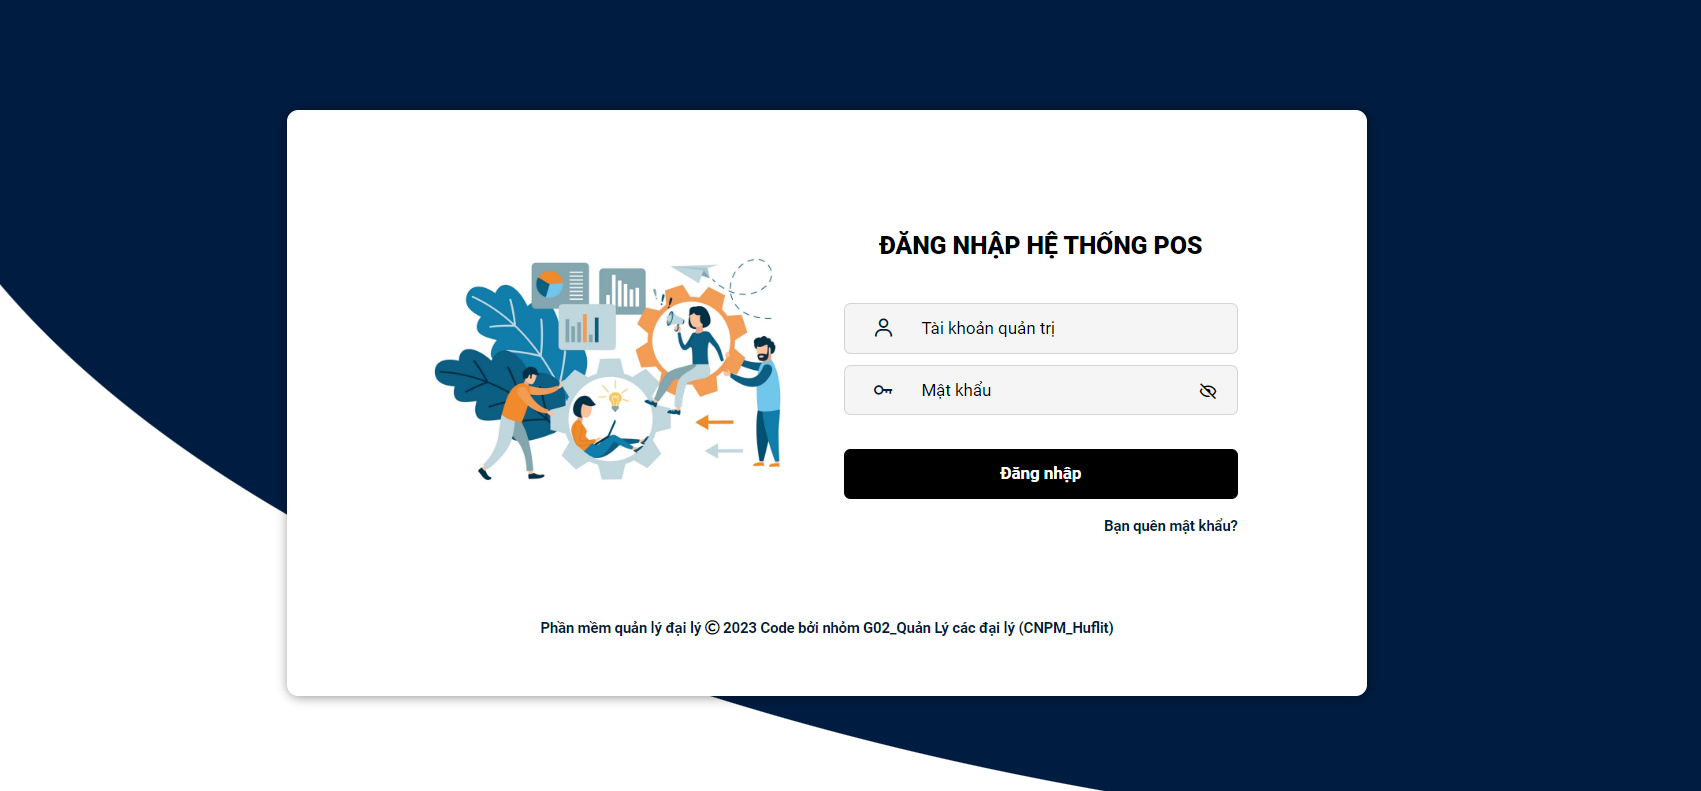 ĐĂNG NHẬP HỆ THỐNG POS
Tài khoản quản trị
Mật khẩu
Đăng nhập
Bạn quên mật khẩu?
Phần mềm quản lý đại lý © 2023 Code bởi nhóm G02_Quản Lý các đại lý (CNPM_Huflit)